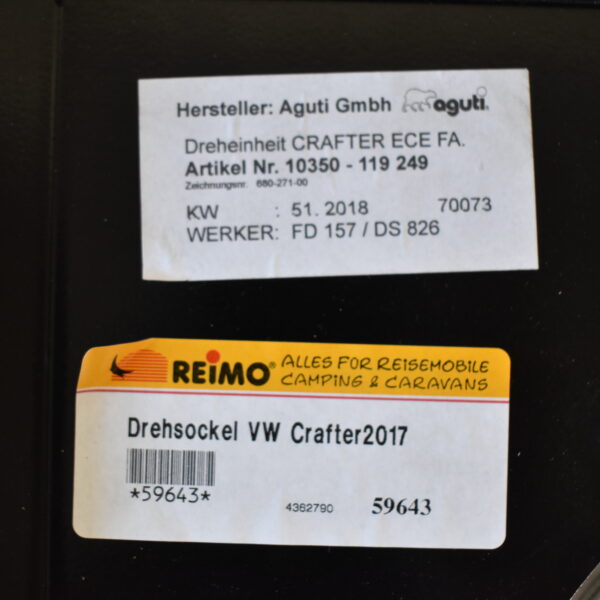 Hersteller: Aguti Gmbh aguti
Dreheinheit CRAFTER ECE FA.
Artikel Nr. 10350 - 119 249
Zeichnungsnr: 680-271-00
KW : 51. 2018 70073
WERKER: FD 157 / DS 826
REIMO® ALLES FÜR REISEMOBILE
CAMPING & CARAVANS
Drehsockel VW Crafter2017
*59643* 4362790 59643